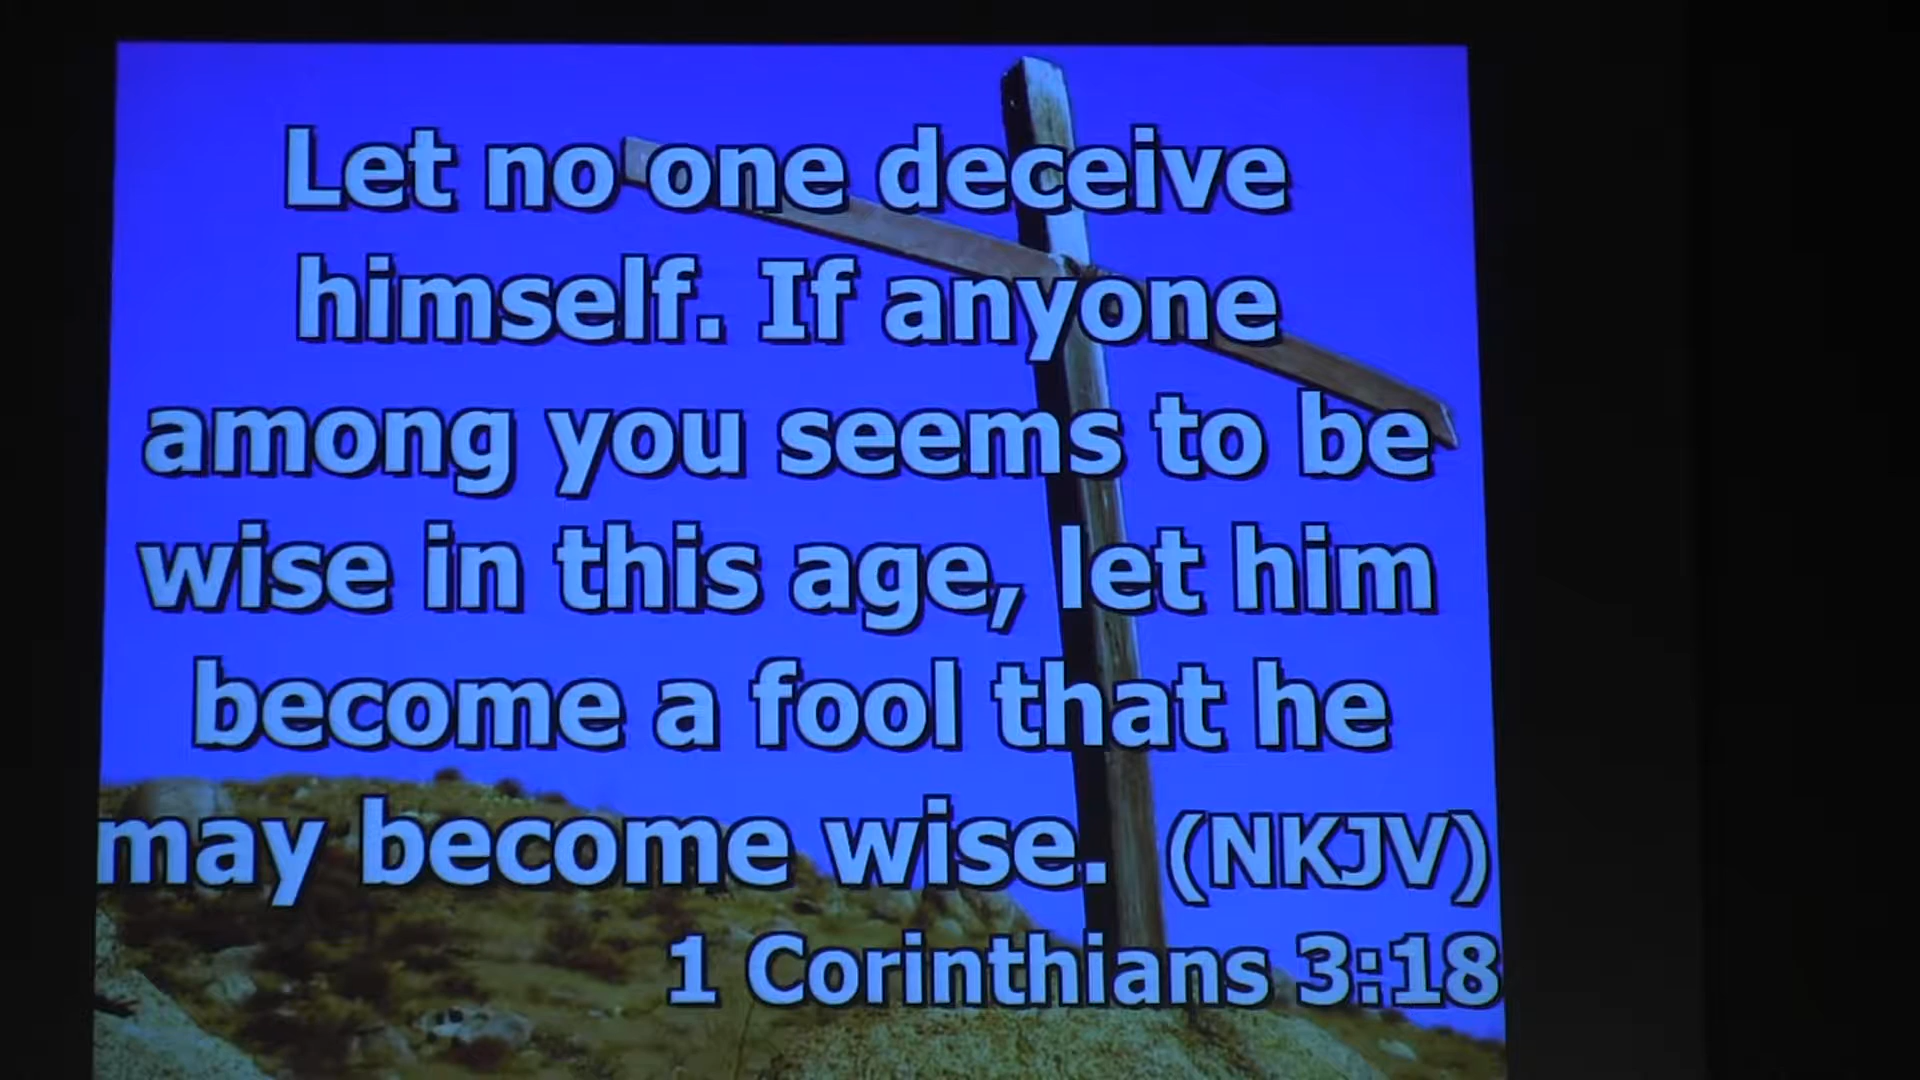 Let no one deceive
himself. If anyone
among you seems to be
wise in this age, let him
become a fool that he
may become wise. (NKJV)
1 Corinthians 3:18